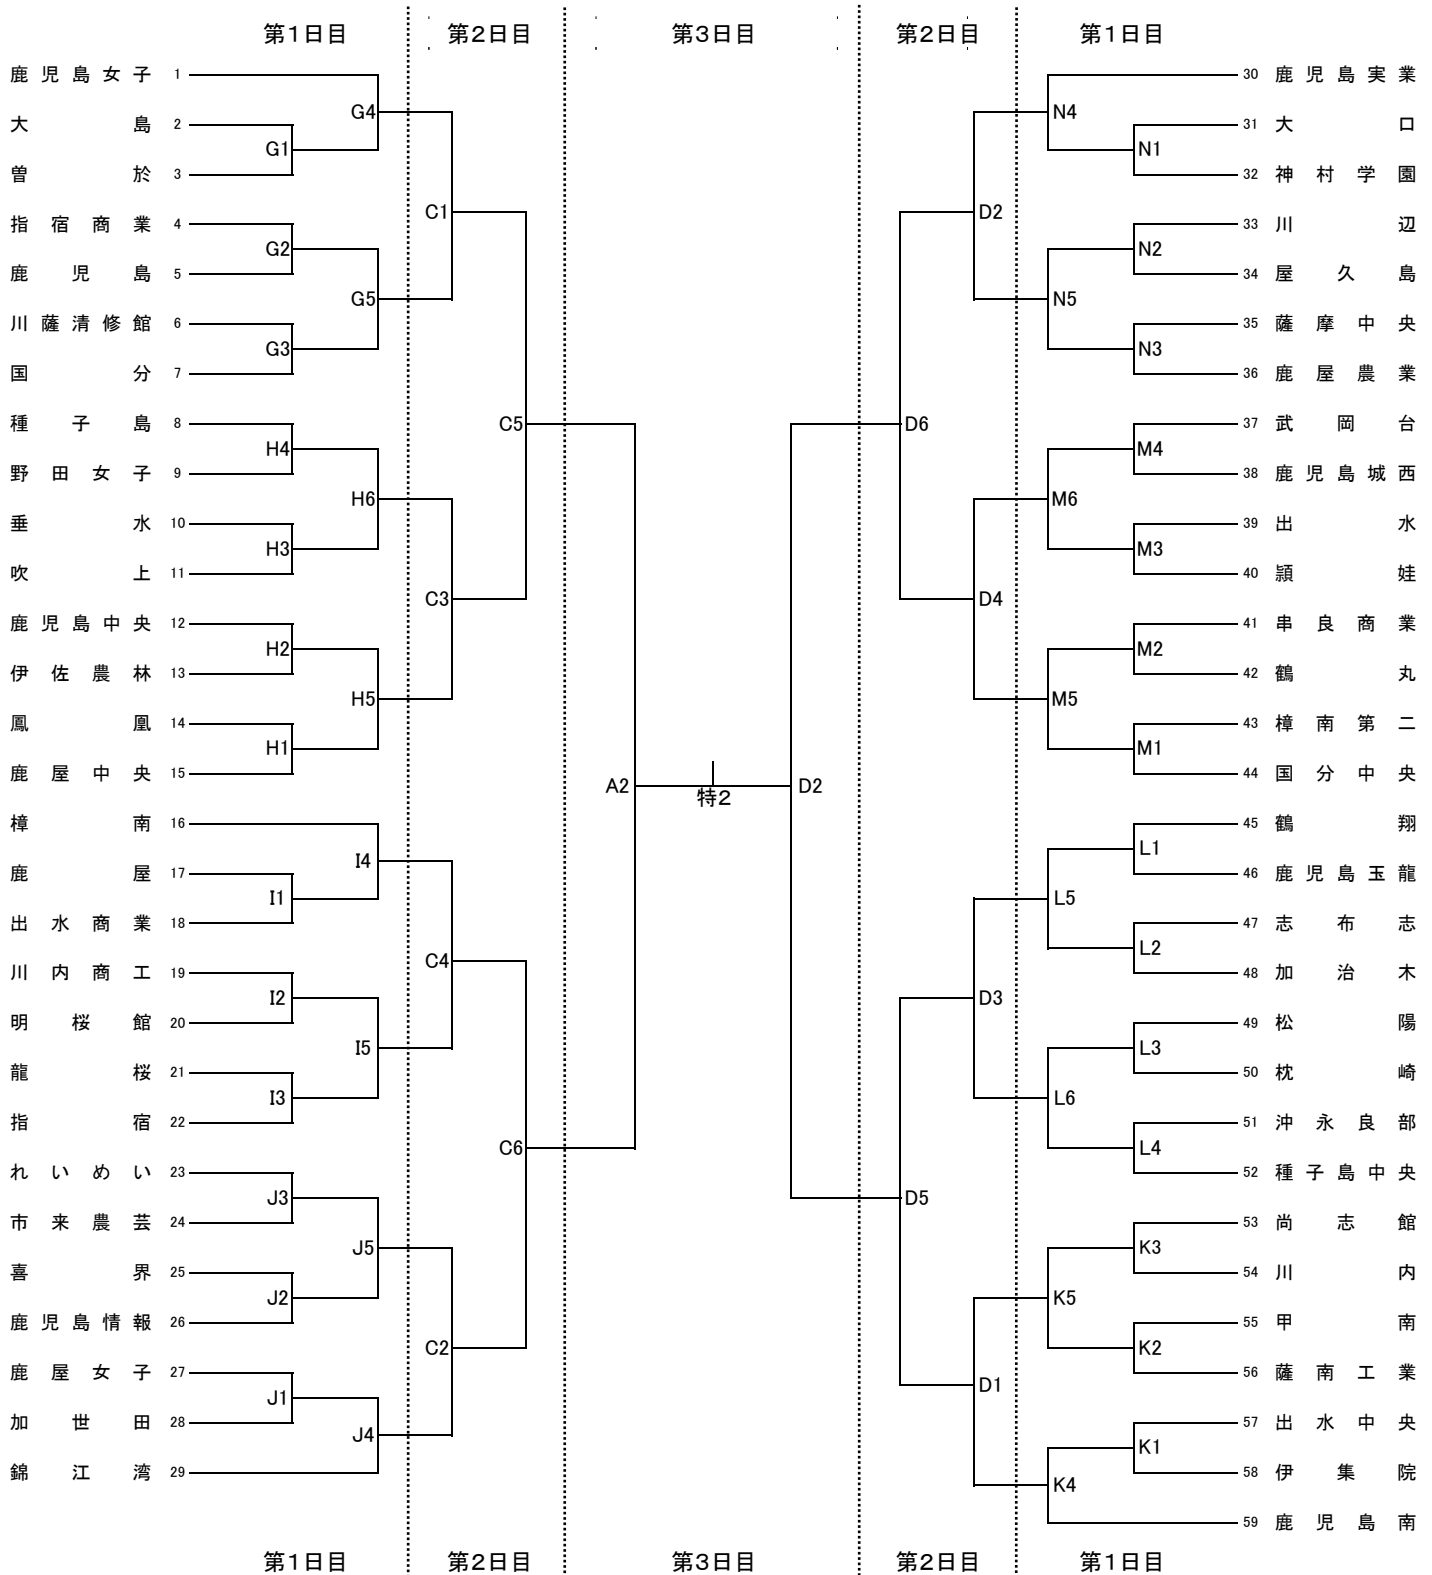 第1日目 第2日目 第3日目 第2日目 第1日目
鹿児島女子 1 30 鹿児島実業
G4 N4
大島 2 31 大口
G1 N1
曽於 3 32 神村学園
C1 D2
指宿商業 4 33 川辺
G2 N2
鹿児島 5 34 屋久島
G5 N5
川薩清修館 6 35 薩摩中央
G3 N3
国分 7 36 鹿屋農業
種子島 8 C5 D6 37 武岡台
H4 M4
野田女子 9 38 鹿児島城西
H6 M6
垂水 10 39 出水
H3 M3
吹上 11 40 頴娃
C3 D4
鹿児島中央 12 41 串良商業
H2 M2
伊佐農林 13 42 鶴丸
H5 M5
鳳凰 14 43 樟南第二
H1 M1
鹿屋中央 15 44 国分中央
A2 特2 D2
樟南 16 45 鶴翔
I4 L1
鹿屋 17 46 鹿児島玉龍
I1 L5
出水商業 18 47 志布志
C4 L2
川内商工 19 48 加治木
I2 D3
明桜館 20 49 松陽
I5 L3
龍桜 21 50 枕崎
I3 L6
指宿 22 51 沖永良部
C6 L4
れいめい 23 52 種子島中央
J3 D5
市来農芸 24 53 尚志館
J5 K3
喜界 25 54 川内
J2 K5
鹿児島情報 26 55 甲南
C2 K2
鹿屋女子 27 56 薩南工業
J1 D1
加世田 28 57 出水中央
J4 K1
錦江湾 29 58 伊集院
K4
59 鹿児島南
第1日目 第2日目 第3日目 第2日目 第1日目